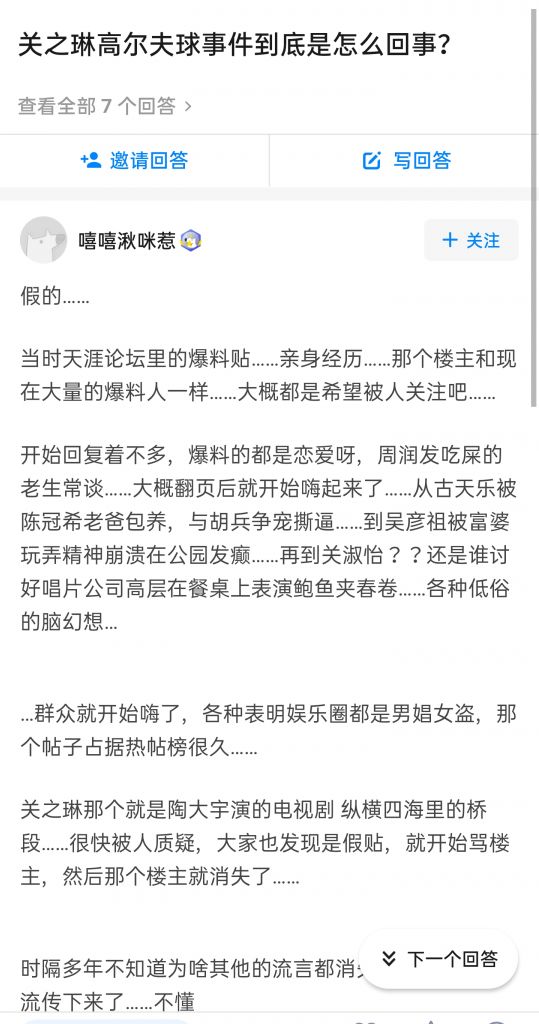 关之琳高尔夫球事件到底是怎么回事？
查看全部 7 个回答 >
邀请回答
写回答
嘻嘻湫咪惹
+ 关注
假的……
当时天涯论坛里的爆料贴……亲身经历……那个楼主和现
在大量的爆料人一样……大概都是希望被人关注吧……
开始回复着不多，爆料的都是恋爱呀，周润发吃屎的
老生常谈……大概翻页后就开始嗨起来了……从古天乐被
陈冠希老爸包养，与胡兵争宠撕逼……到吴彦祖被富婆
玩弄精神崩溃在公园发癫……再到关淑怡？？还是谁讨
好唱片公司高层在餐桌上表演鲍鱼夹春卷……各种低俗
的脑幻想...
...群众就开始嗨了，各种表明娱乐圈都是男娼女盗，那
个帖子占据热帖榜很久……
关之琳那个就是陶大宇演的电视剧 纵横四海里的桥
段……很快被人质疑，大家也发现是假贴，就开始骂楼
主，然后那个楼主就消失了……
时隔多年不知道为啥其他的流言都消
下一个回答
流传下来了……不懂